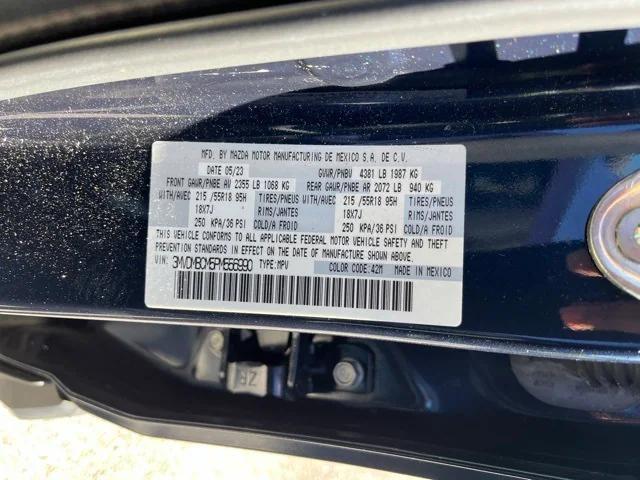 MFD. BY MAZDA MOTOR MANUFACTURING DE MEXICO S.A. DE C.V.
DATE 05/23 GVWR/PNBV 4381 LB 1987 KG
FRONT GAWR/PNBE AV 2355 LB 1068 KG REAR GAWR/PNBE AR 2072 LB 940 KG
WITH/AVEC 215 /55R18 95H TIRES/PNEUS WITH/AVEC 215 /55R18 95H TIRES/PNEUS
18X7J RIMS/JANTES 18X7J RIMS/JANTES
250 KPA/36 PSI COLD/A FROID 250 KPA/36 PSI COLD/A FROID
THIS VEHICLE CONFORMS TO ALL APPLICABLE FEDERAL MOTOR VEHICLE SAFETY & THEFT
PREVENTION STANDARDS IN EFFECT ON THE DATE OF MANUFACTURE SHOWN ABOVE.
VIN: TYPE: MPV COLOR CODE: 42M MADE IN MEXICO
ZR